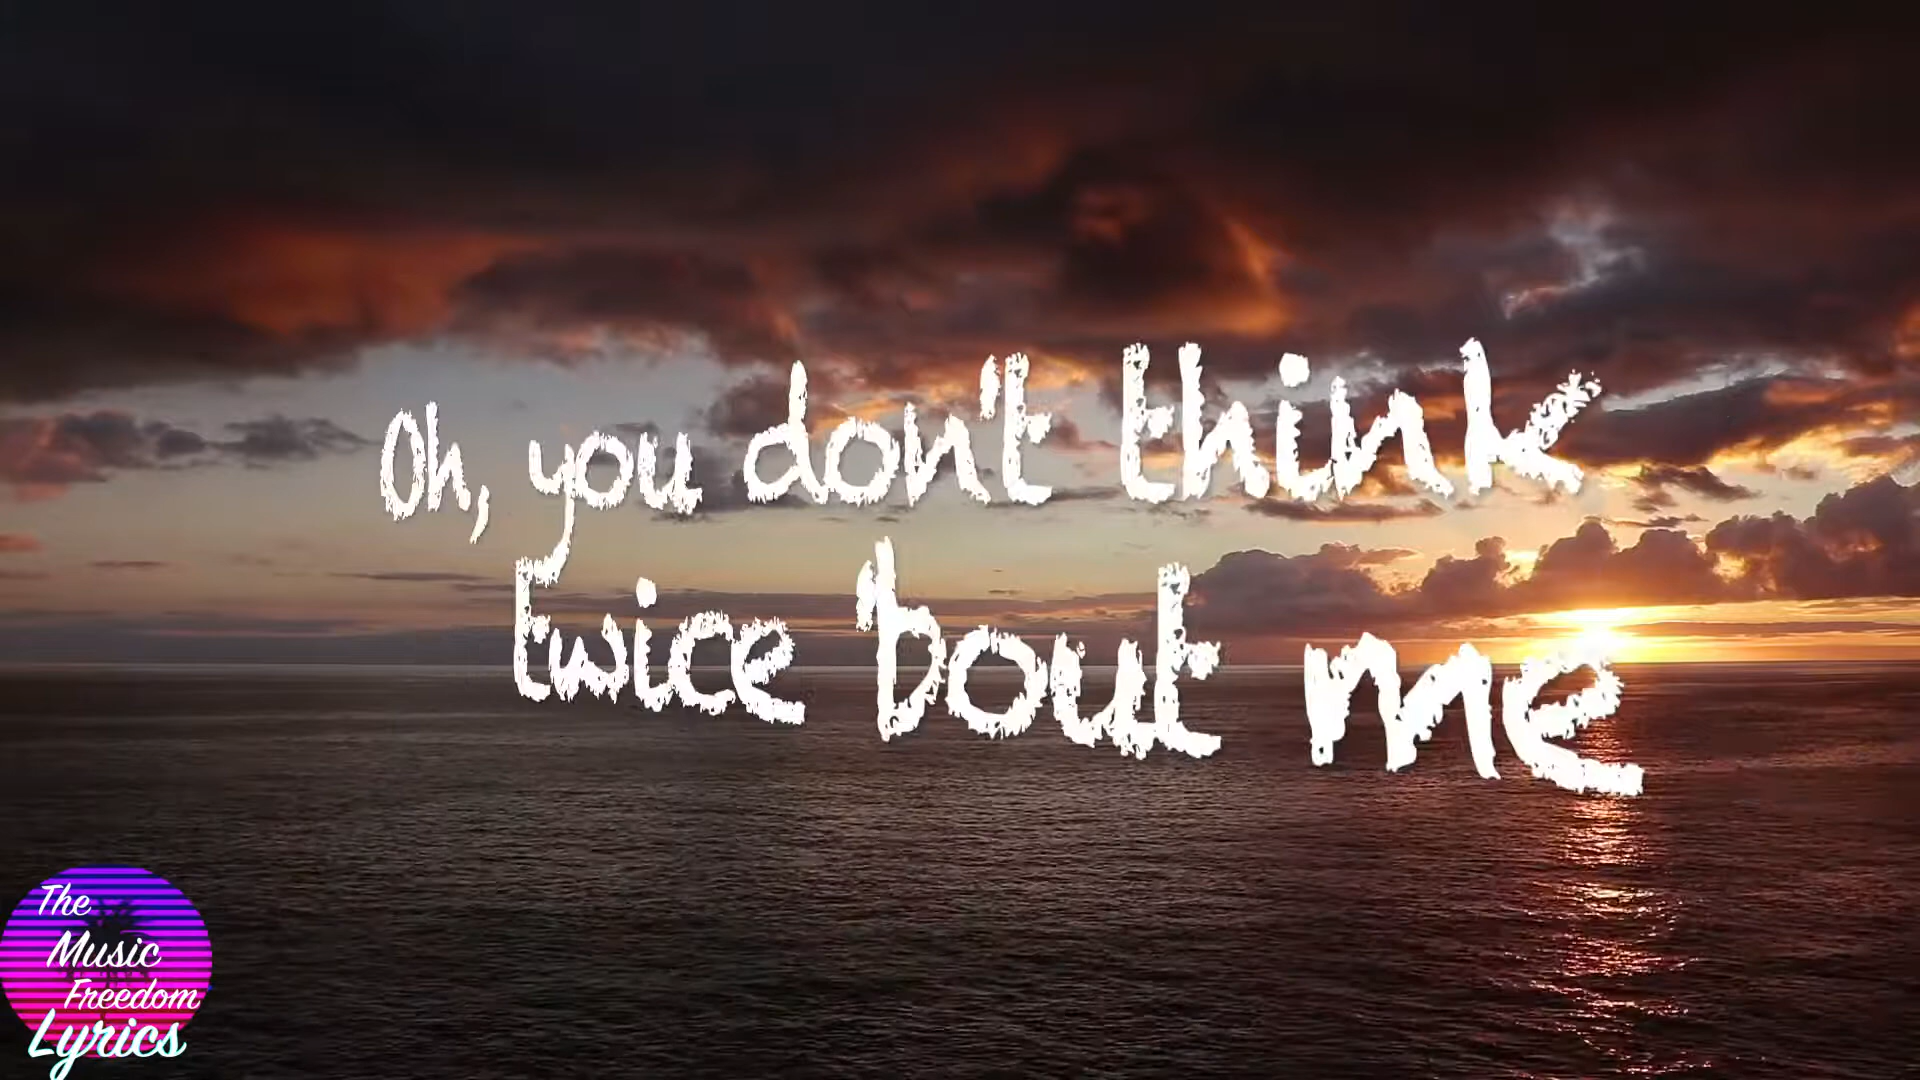 Oh, you don't think
twice 'bout me
The
Music
Freedom
Lyrics